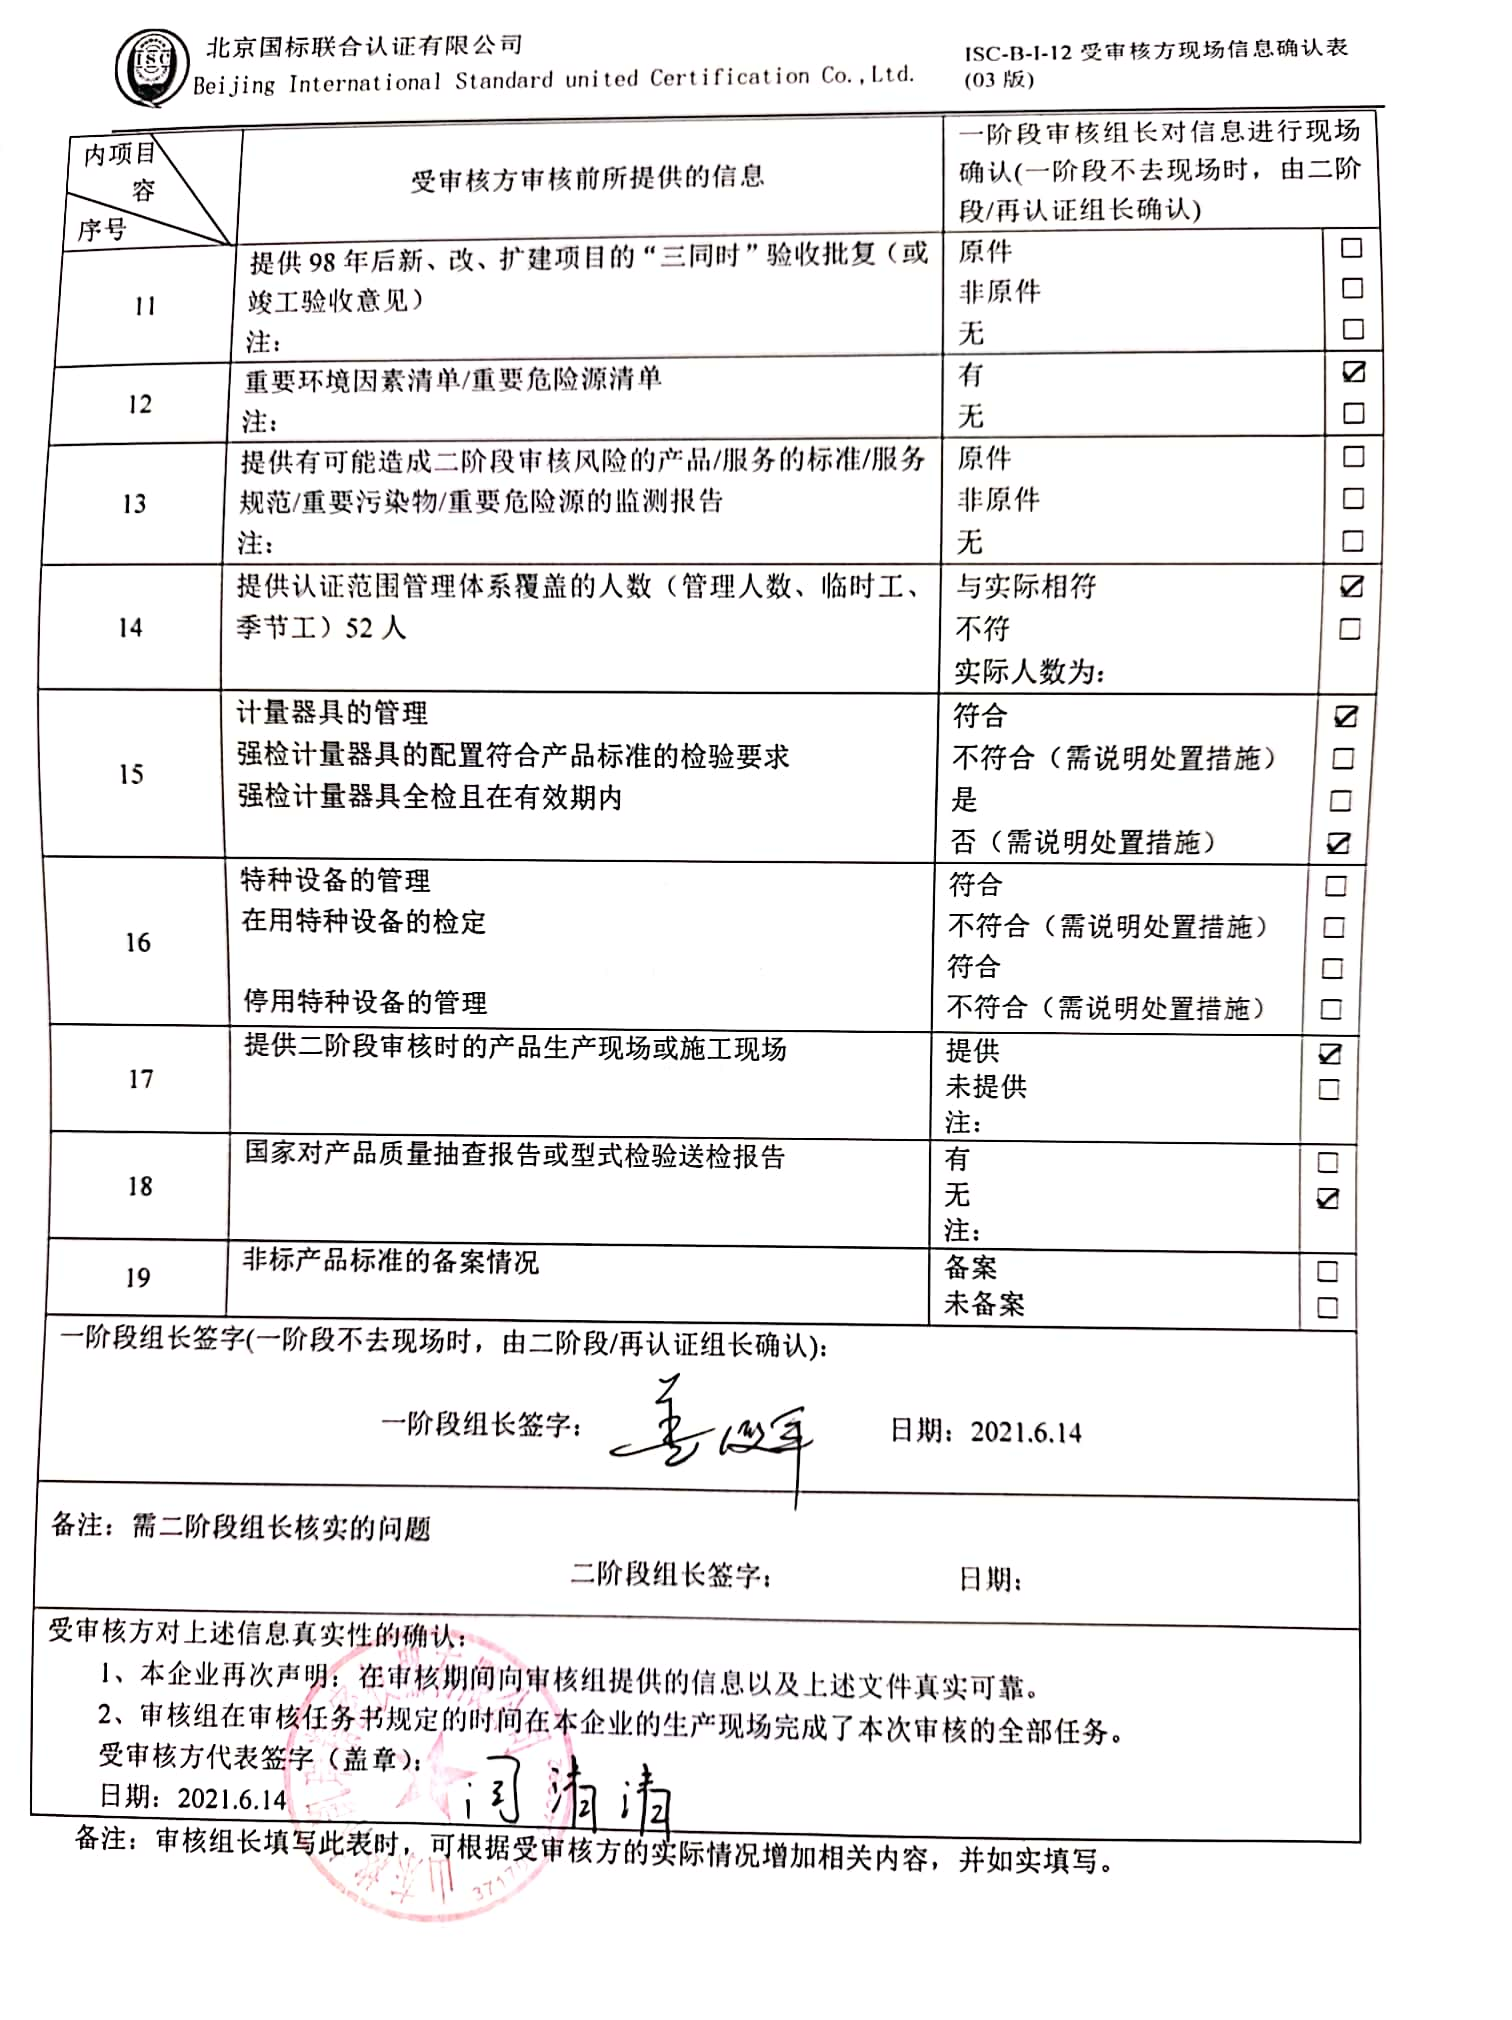 ISC
北京国标联合认证有限公司
Beijing International Standard united Certification Co.,Ltd.
ISC-B-I-12 受审核方现场信息确认表
(03 版)
内项目
容
序号
受审核方审核前所提供的信息
一阶段审核组长对信息进行现场
确认(一阶段不去现场时，由二阶
段/再认证组长确认)
11
提供 98 年后新、改、扩建项目的“三同时”验收批复（或
竣工验收意见）
注：
原件 □
非原件 □
无 □
12
重要环境因素清单/重要危险源清单
注：
有 ☑
无 □
13
提供有可能造成二阶段审核风险的产品/服务的标准/服务
规范/重要污染物/重要危险源的监测报告
注：
原件 □
非原件 □
无 □
14
提供认证范围管理体系覆盖的人数（管理人数、临时工、
季节工）52 人
与实际相符 ☑
不符 □
实际人数为：
15
计量器具的管理
强检计量器具的配置符合产品标准的检验要求
强检计量器具全检且在有效期内
符合 ☑
不符合（需说明处置措施） □
是 □
否（需说明处置措施） ☑
16
特种设备的管理
在用特种设备的检定
停用特种设备的管理
符合 □
不符合（需说明处置措施） □
符合 □
不符合（需说明处置措施） □
17
提供二阶段审核时的产品生产现场或施工现场
提供 ☑
未提供 □
注：
18
国家对产品质量抽查报告或型式检验送检报告
有 □
无 ☑
注：
19
非标产品标准的备案情况
备案 □
未备案 □
一阶段组长签字(一阶段不去现场时，由二阶段/再认证组长确认)：
一阶段组长签字： 日期：2021.6.14
备注：需二阶段组长核实的问题
二阶段组长签字： 日期：
受审核方对上述信息真实性的确认：
1、本企业再次声明：在审核期间向审核组提供的信息以及上述文件真实可靠。
2、审核组在审核任务书规定的时间在本企业的生产现场完成了本次审核的全部任务。
受审核方代表签字（盖章）： 闫清清
日期：2021.6.14
备注：审核组长填写此表时，可根据受审核方的实际情况增加相关内容，并如实填写。